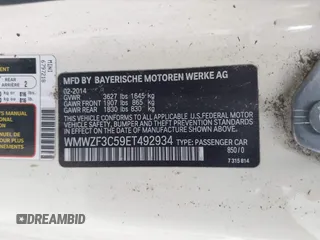 MFD BY BAYERISCHE MOTOREN WERKE AG
02-2014
GVWR 3627 lbs 1645 kg
GAWR FRONT 1907 lbs 865 kg
GAWR REAR 1830 lbs 830 kg
THIS VEHICLE CONFORMS TO ALL APPLICABLE
U.S. FEDERAL MOTOR VEHICLE SAFETY, BUMPER
AND THEFT PREVENTION STANDARDS IN EFFECT ON
THE DATE OF MANUFACTURE SHOWN ABOVE.
WMWZF3C59ET492934 TYPE: PASSENGER CAR
850/0
7 315 614
REAR
ARRIERE 2
MINI
DREAMBID